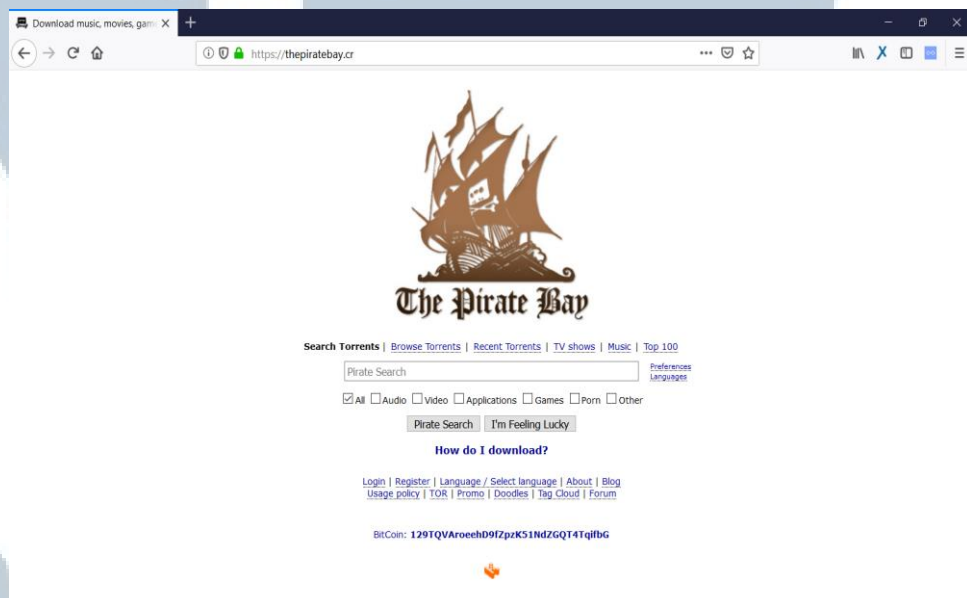 Download music, movies, gam
https://thepiratebay.cr
The Pirate Bay
Search Torrents | Browse Torrents | Recent Torrents | TV shows | Music | Top 100
Pirate Search
Preferences
Languages
All Audio Video Applications Games Porn Other
Pirate Search I'm Feeling Lucky
How do I download?
Login | Register | Language / Select language | About | Blog
Usage policy | TOR | Promo | Doodles | Tag Cloud | Forum
BitCoin: 129TQVAroeehD9fZpzK51NdZGQT4TqifbG